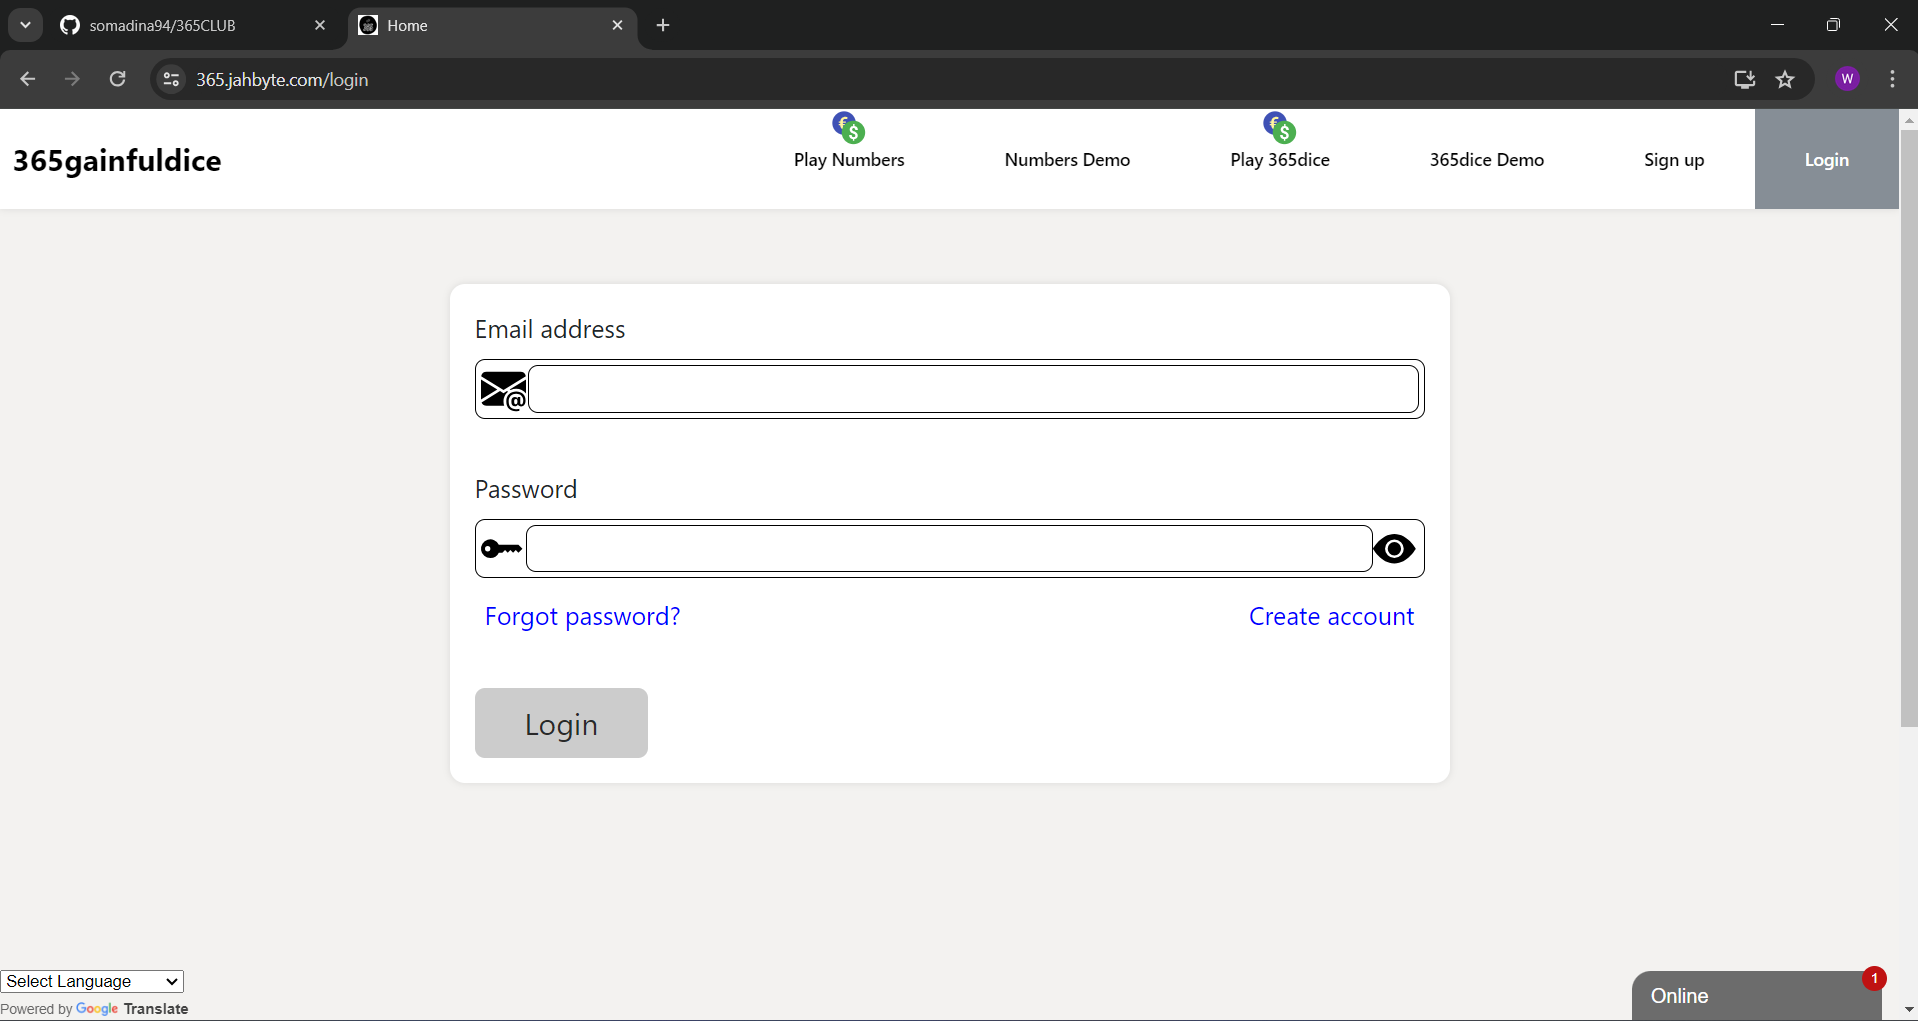 somadina94/365CLUB
Home
365.jahbyte.com/login
W
365gainfuldice
Play Numbers
Numbers Demo
Play 365dice
365dice Demo
Sign up
Login
Email address
Password
Forgot password?
Create account
Login
Select Language
Powered by Google Translate
Online
1